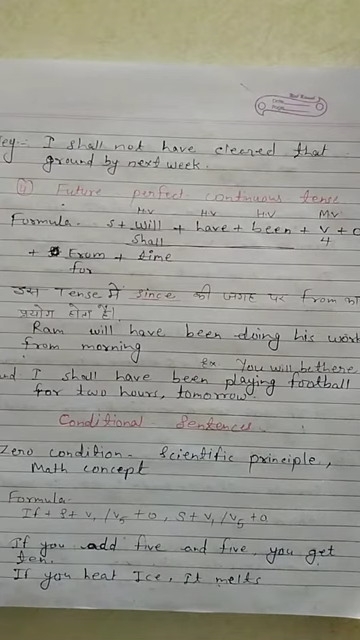 ey:- I shall not have cleared that
ground by next week.
(4) Future perfect continuous tense
HV HV HV MV
Formula- S + will + have + been + V + O
shall 4
+ From + time
for
इस Tense में since की जगह पर from का
प्रयोग होता है।
Ram will have been doing his work
from morning
ex You will be there
and I shall have been playing football
for two hours, tomorrow
Conditional Sentences
Zero condition- Scientific principle,
Math concept
Formula-
If + S + V₁/V₅ + O, S + V₁/V₅ + O
If you add five and five, you get
ten.
If you heat Ice, It melts